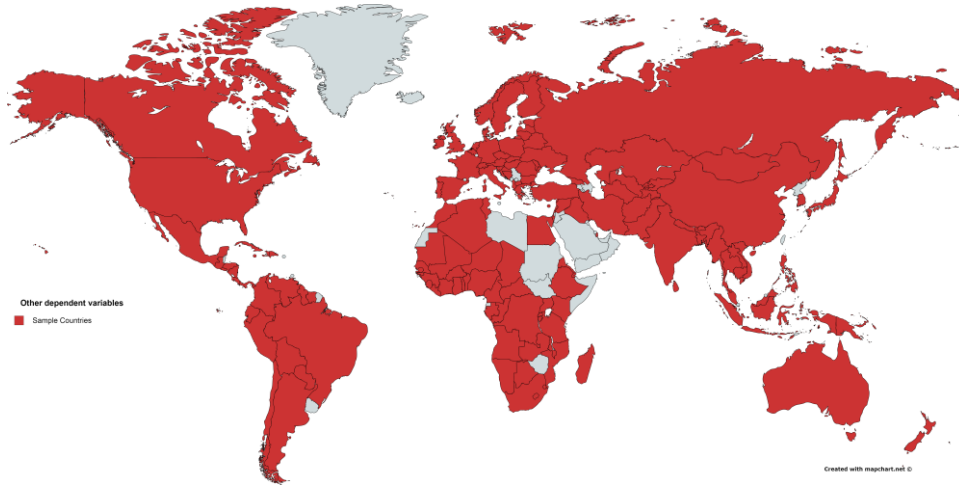 Other dependent variables
Sample Countries
Created with mapchart.net ©